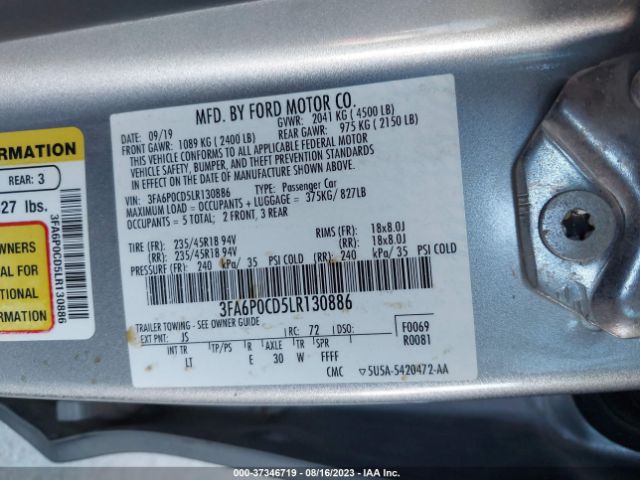 ORMATION
REAR: 3
27 lbs.
OWNERS
AL FOR
TIONAL
RMATION
3FA6P0CD5LR130886
MFD. BY FORD MOTOR CO.
DATE: 09/19 GVWR: 2041 KG ( 4500 LB)
FRONT GAWR: 1089 KG ( 2400 LB) REAR GAWR: 975 KG ( 2150 LB)
THIS VEHICLE CONFORMS TO ALL APPLICABLE FEDERAL MOTOR
VEHICLE SAFETY, BUMPER, AND THEFT PREVENTION STANDARDS
IN EFFECT ON THE DATE OF MANUFACTURE SHOWN ABOVE.
VIN: 3FA6P0CD5LR130886 TYPE: Passenger Car
MAXIMUM LOAD = OCCUPANTS + LUGGAGE = 375KG / 827LB
OCCUPANTS = 5 TOTAL; 2 FRONT, 3 REAR
TIRE (FR): 235/45R18 94V RIMS (FR): 18x8.0J
(RR): 235/45R18 94V (RR): 18x8.0J
PRESSURE (FR): 240 kPa/ 35 PSI COLD (RR): 240 kPa/ 35 PSI COLD
3FA6P0CD5LR130886
TRAILER TOWING - SEE OWNER GUIDE
EXT PNT: JS RC: 72 DSO: F0069
INT TR TP/PS R AXLE TR SPR R0081
LT E 30 W FFFF
CMC ▽5U5A-5420472-AA
000-37346719 - 08/16/2023 - IAA Inc.